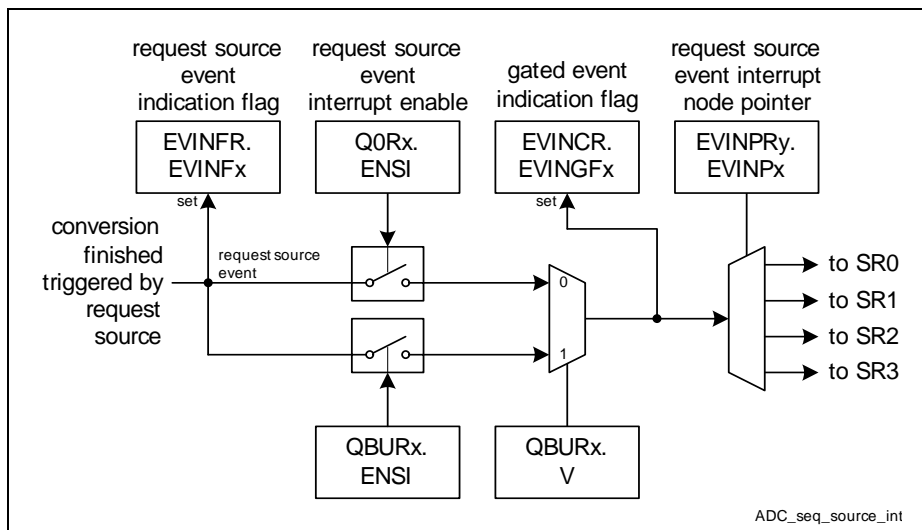 request source
event
indication flag
request source
event
interrupt enable
gated event
indication flag
request source
event interrupt
node pointer
EVINFR.
EVINFx
Q0Rx.
ENSI
EVINCR.
EVINGFx
EVINPRy.
EVINPx
set
set
conversion
finished
triggered by
request
source
request source
event
0
1
to SR0
to SR1
to SR2
to SR3
QBURx.
ENSI
QBURx.
V
ADC_seq_source_int